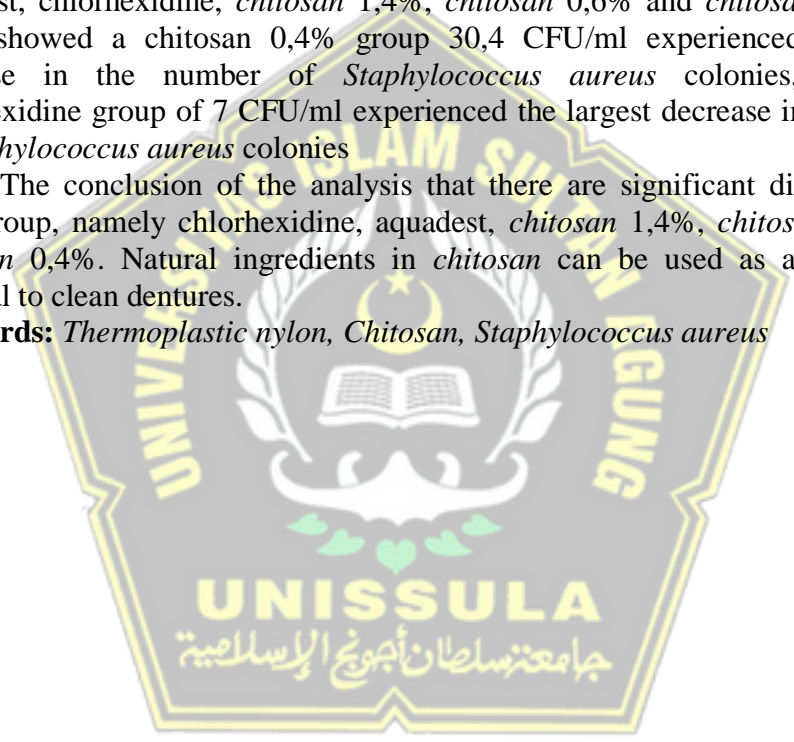 st, chlorhexidine, chitosan 1,4%, chitosan 0,6% and chitosa
showed a chitosan 0,4% group 30,4 CFU/ml experienced
se in the number of Staphylococcus aureus colonies,
exidine group of 7 CFU/ml experienced the largest decrease in
hylococcus aureus colonies
The conclusion of the analysis that there are significant di
roup, namely chlorhexidine, aquadest, chitosan 1,4%, chitos
n 0,4%. Natural ingredients in chitosan can be used as a
l to clean dentures.
rds: Thermoplastic nylon, Chitosan, Staphylococcus aureus
UNIVERSITAS ISLAM SULTAN AGUNG
UNISSULA
جامعة سلطان أجونج الإسلامية